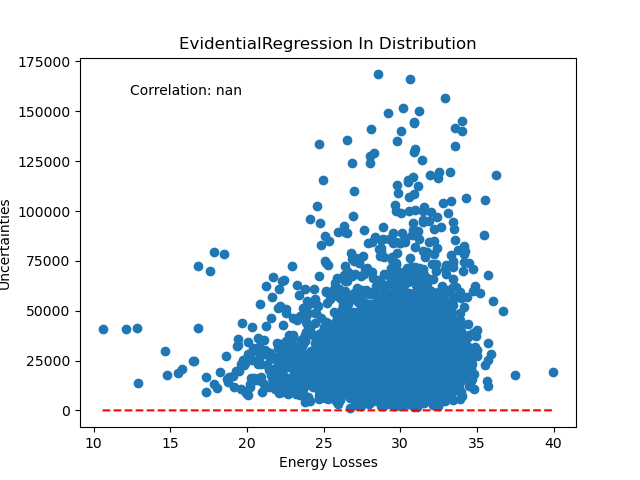 EvidentialRegression In Distribution
Correlation: nan
Uncertainties
175000
150000
125000
100000
75000
50000
25000
0
10 15 20 25 30 35 40
Energy Losses